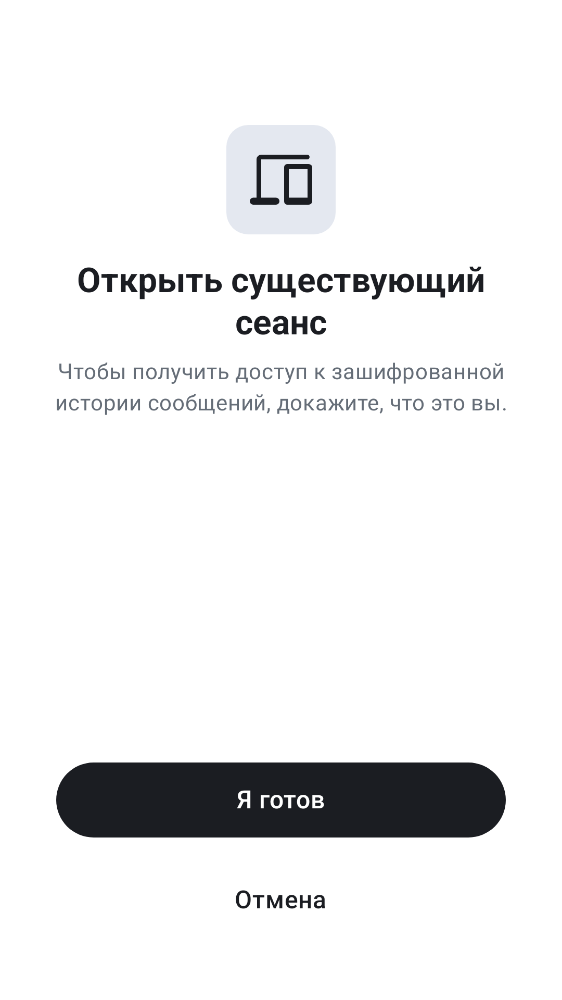 Открыть существующий
сеанс
Чтобы получить доступ к зашифрованной
истории сообщений, докажите, что это вы.
Я готов
Отмена